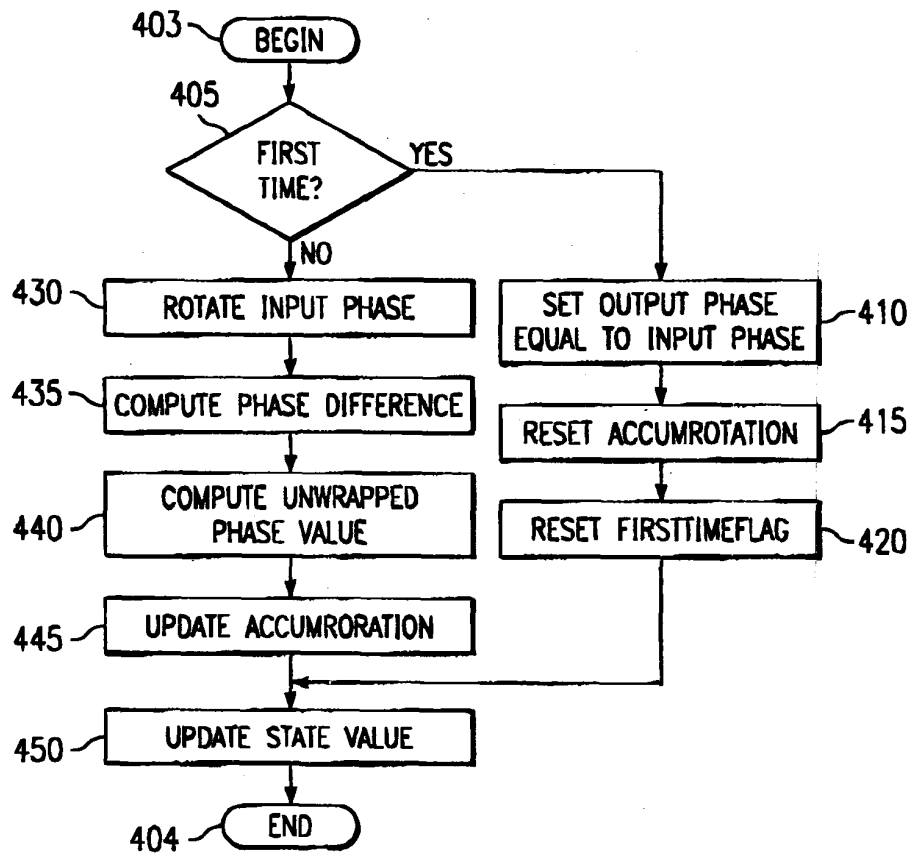 403
BEGIN
405
FIRST
TIME?
YES
NO
430
ROTATE INPUT PHASE
435
COMPUTE PHASE DIFFERENCE
440
COMPUTE UNWRAPPED
PHASE VALUE
445
UPDATE ACCUMRORATION
SET OUTPUT PHASE
EQUAL TO INPUT PHASE
410
RESET ACCUMROTATION
415
RESET FIRSTTIMEFLAG
420
450
UPDATE STATE VALUE
404
END